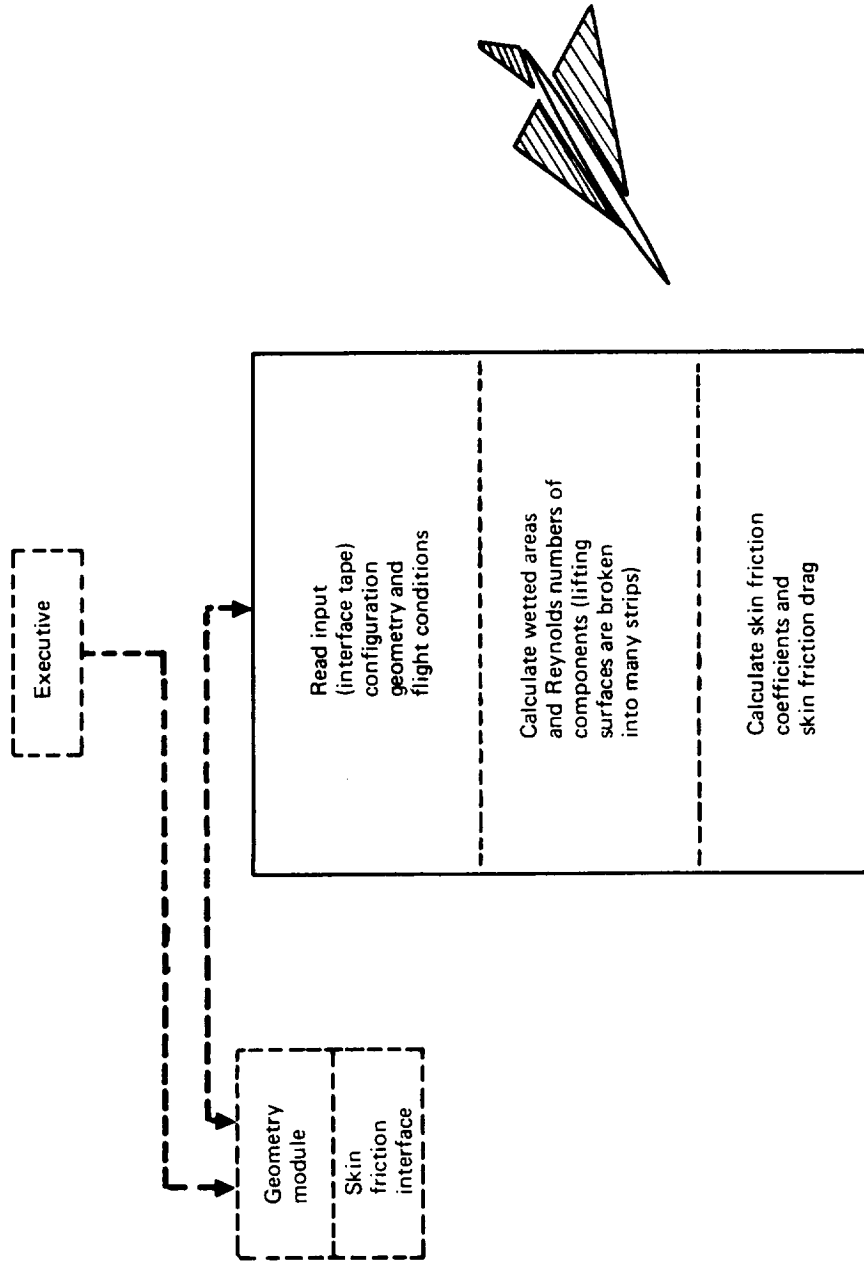 Executive
Geometry
module
Skin
friction
interface
Read input
(interface tape)
configuration
geometry and
flight conditions
Calculate wetted areas
and Reynolds numbers of
components (lifting
surfaces are broken
into many strips)
Calculate skin friction
coefficients and
skin friction drag